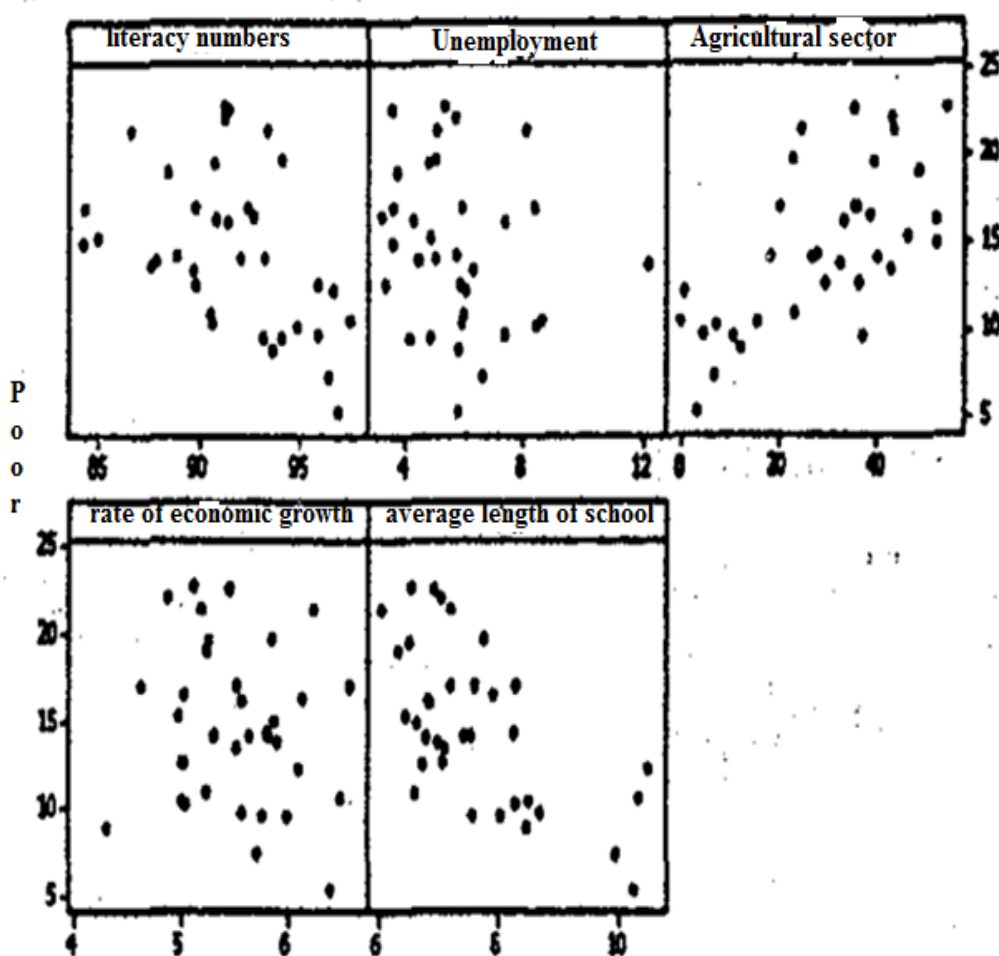 literacy numbers
Unemployment
Agricultural sector
25
20
15
10
5
85
90
95
4
8
12
0
20
40
P
o
o
r
rate of economic growth
average length of school
25
20
15
10
5
4
5
6
6
8
10